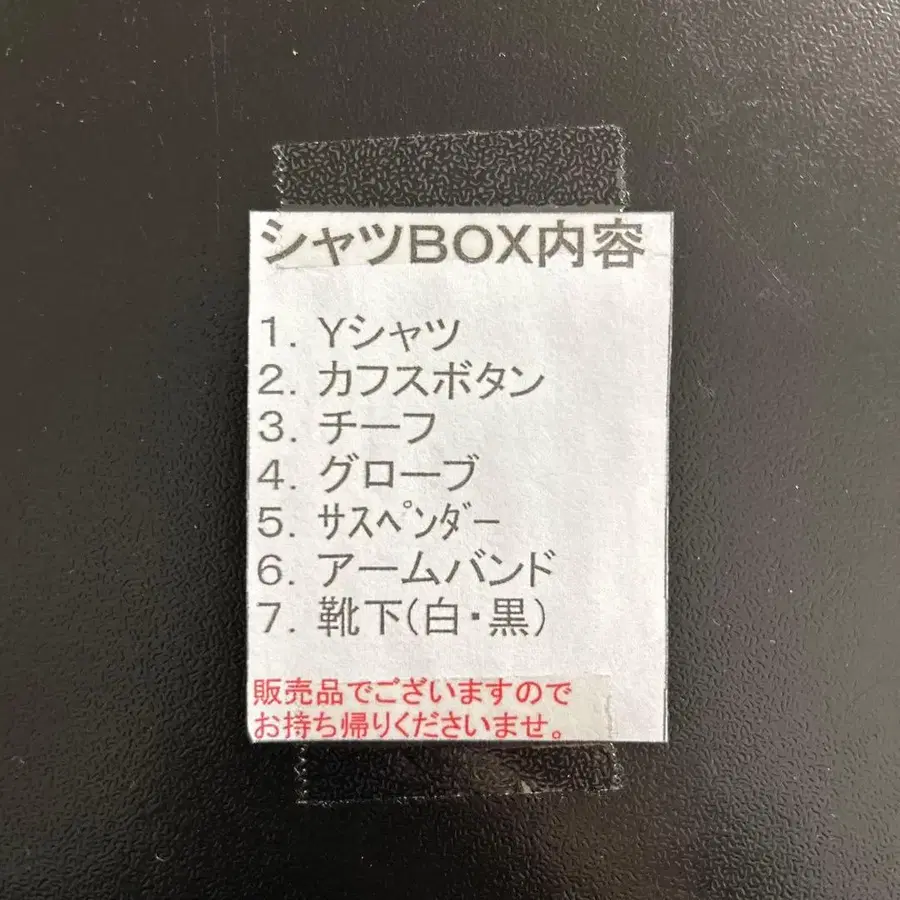 シャツBOX内容
1. Yシャツ
2. カフスボタン
3. チーフ
4. グローブ
5. ｻｽﾍﾟﾝﾀﾞｰ
6. アームバンド
7. 靴下(白・黒)
販売品でございますので
お持ち帰りくださいませ。